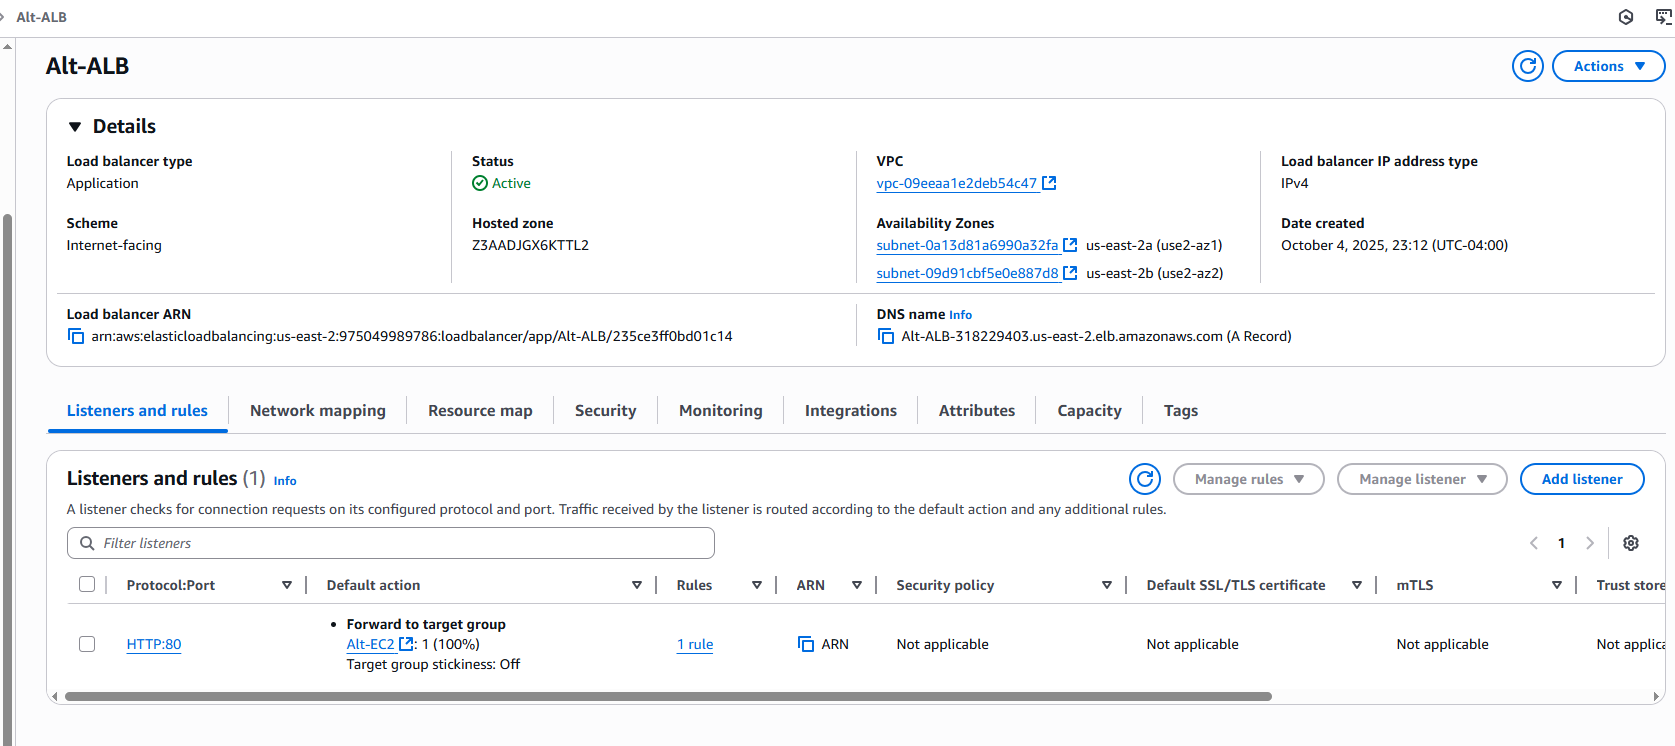 Alt-ALB
Alt-ALB
Actions
Details
Load balancer type
Application
Status
Active
VPC
vpc-09eeaa1e2deb54c47
Load balancer IP address type
IPv4
Scheme
Internet-facing
Hosted zone
Z3AADJGX6KTTL2
Availability Zones
subnet-0a13d81a6990a32fa us-east-2a (use2-az1)
subnet-09d91cbf5e0e887d8 us-east-2b (use2-az2)
Date created
October 4, 2025, 23:12 (UTC-04:00)
Load balancer ARN
arn:aws:elasticloadbalancing:us-east-2:975049989786:loadbalancer/app/Alt-ALB/235ce3ff0bd01c14
DNS name Info
Alt-ALB-318229403.us-east-2.elb.amazonaws.com (A Record)
Listeners and rules Network mapping Resource map Security Monitoring Integrations Attributes Capacity Tags
Listeners and rules (1) Info
Manage rules Manage listener Add listener
A listener checks for connection requests on its configured protocol and port. Traffic received by the listener is routed according to the default action and any additional rules.
Filter listeners
1
Protocol:Port Default action Rules ARN Security policy Default SSL/TLS certificate mTLS Trust store
HTTP:80
• Forward to target group
Alt-EC2 : 1 (100%)
Target group stickiness: Off
1 rule
ARN
Not applicable
Not applicable
Not applicable
Not applica